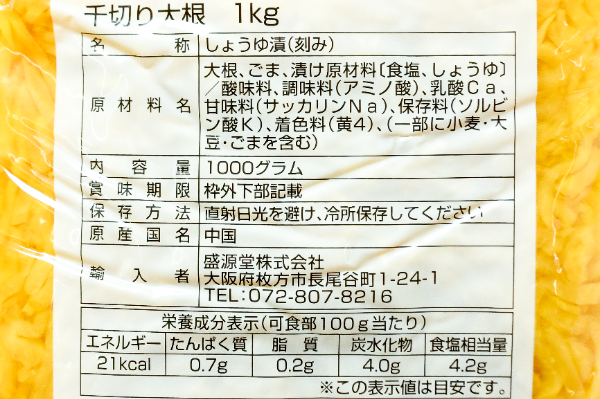 千切り大根 1kg
名称 しょうゆ漬(刻み)
原材料名 大根、ごま、漬け原材料〔食塩、しょうゆ〕
/酸味料、調味料(アミノ酸)、乳酸Ca、
甘味料(サッカリンNa)、保存料(ソルビ
ン酸K)、着色料(黄4)、(一部に小麦・大
豆・ごまを含む)
内容量 1000グラム
賞味期限 枠外下部記載
保存方法 直射日光を避け、冷所保存してください
原産国名 中国
輸入者 盛源堂株式会社
大阪府枚方市長尾谷町1-24-1
TEL:072-807-8216
栄養成分表示(可食部100g当たり)
エネルギー たんぱく質 脂質 炭水化物 食塩相当量
21kcal 0.7g 0.2g 4.0g 4.2g
※この表示値は目安です。